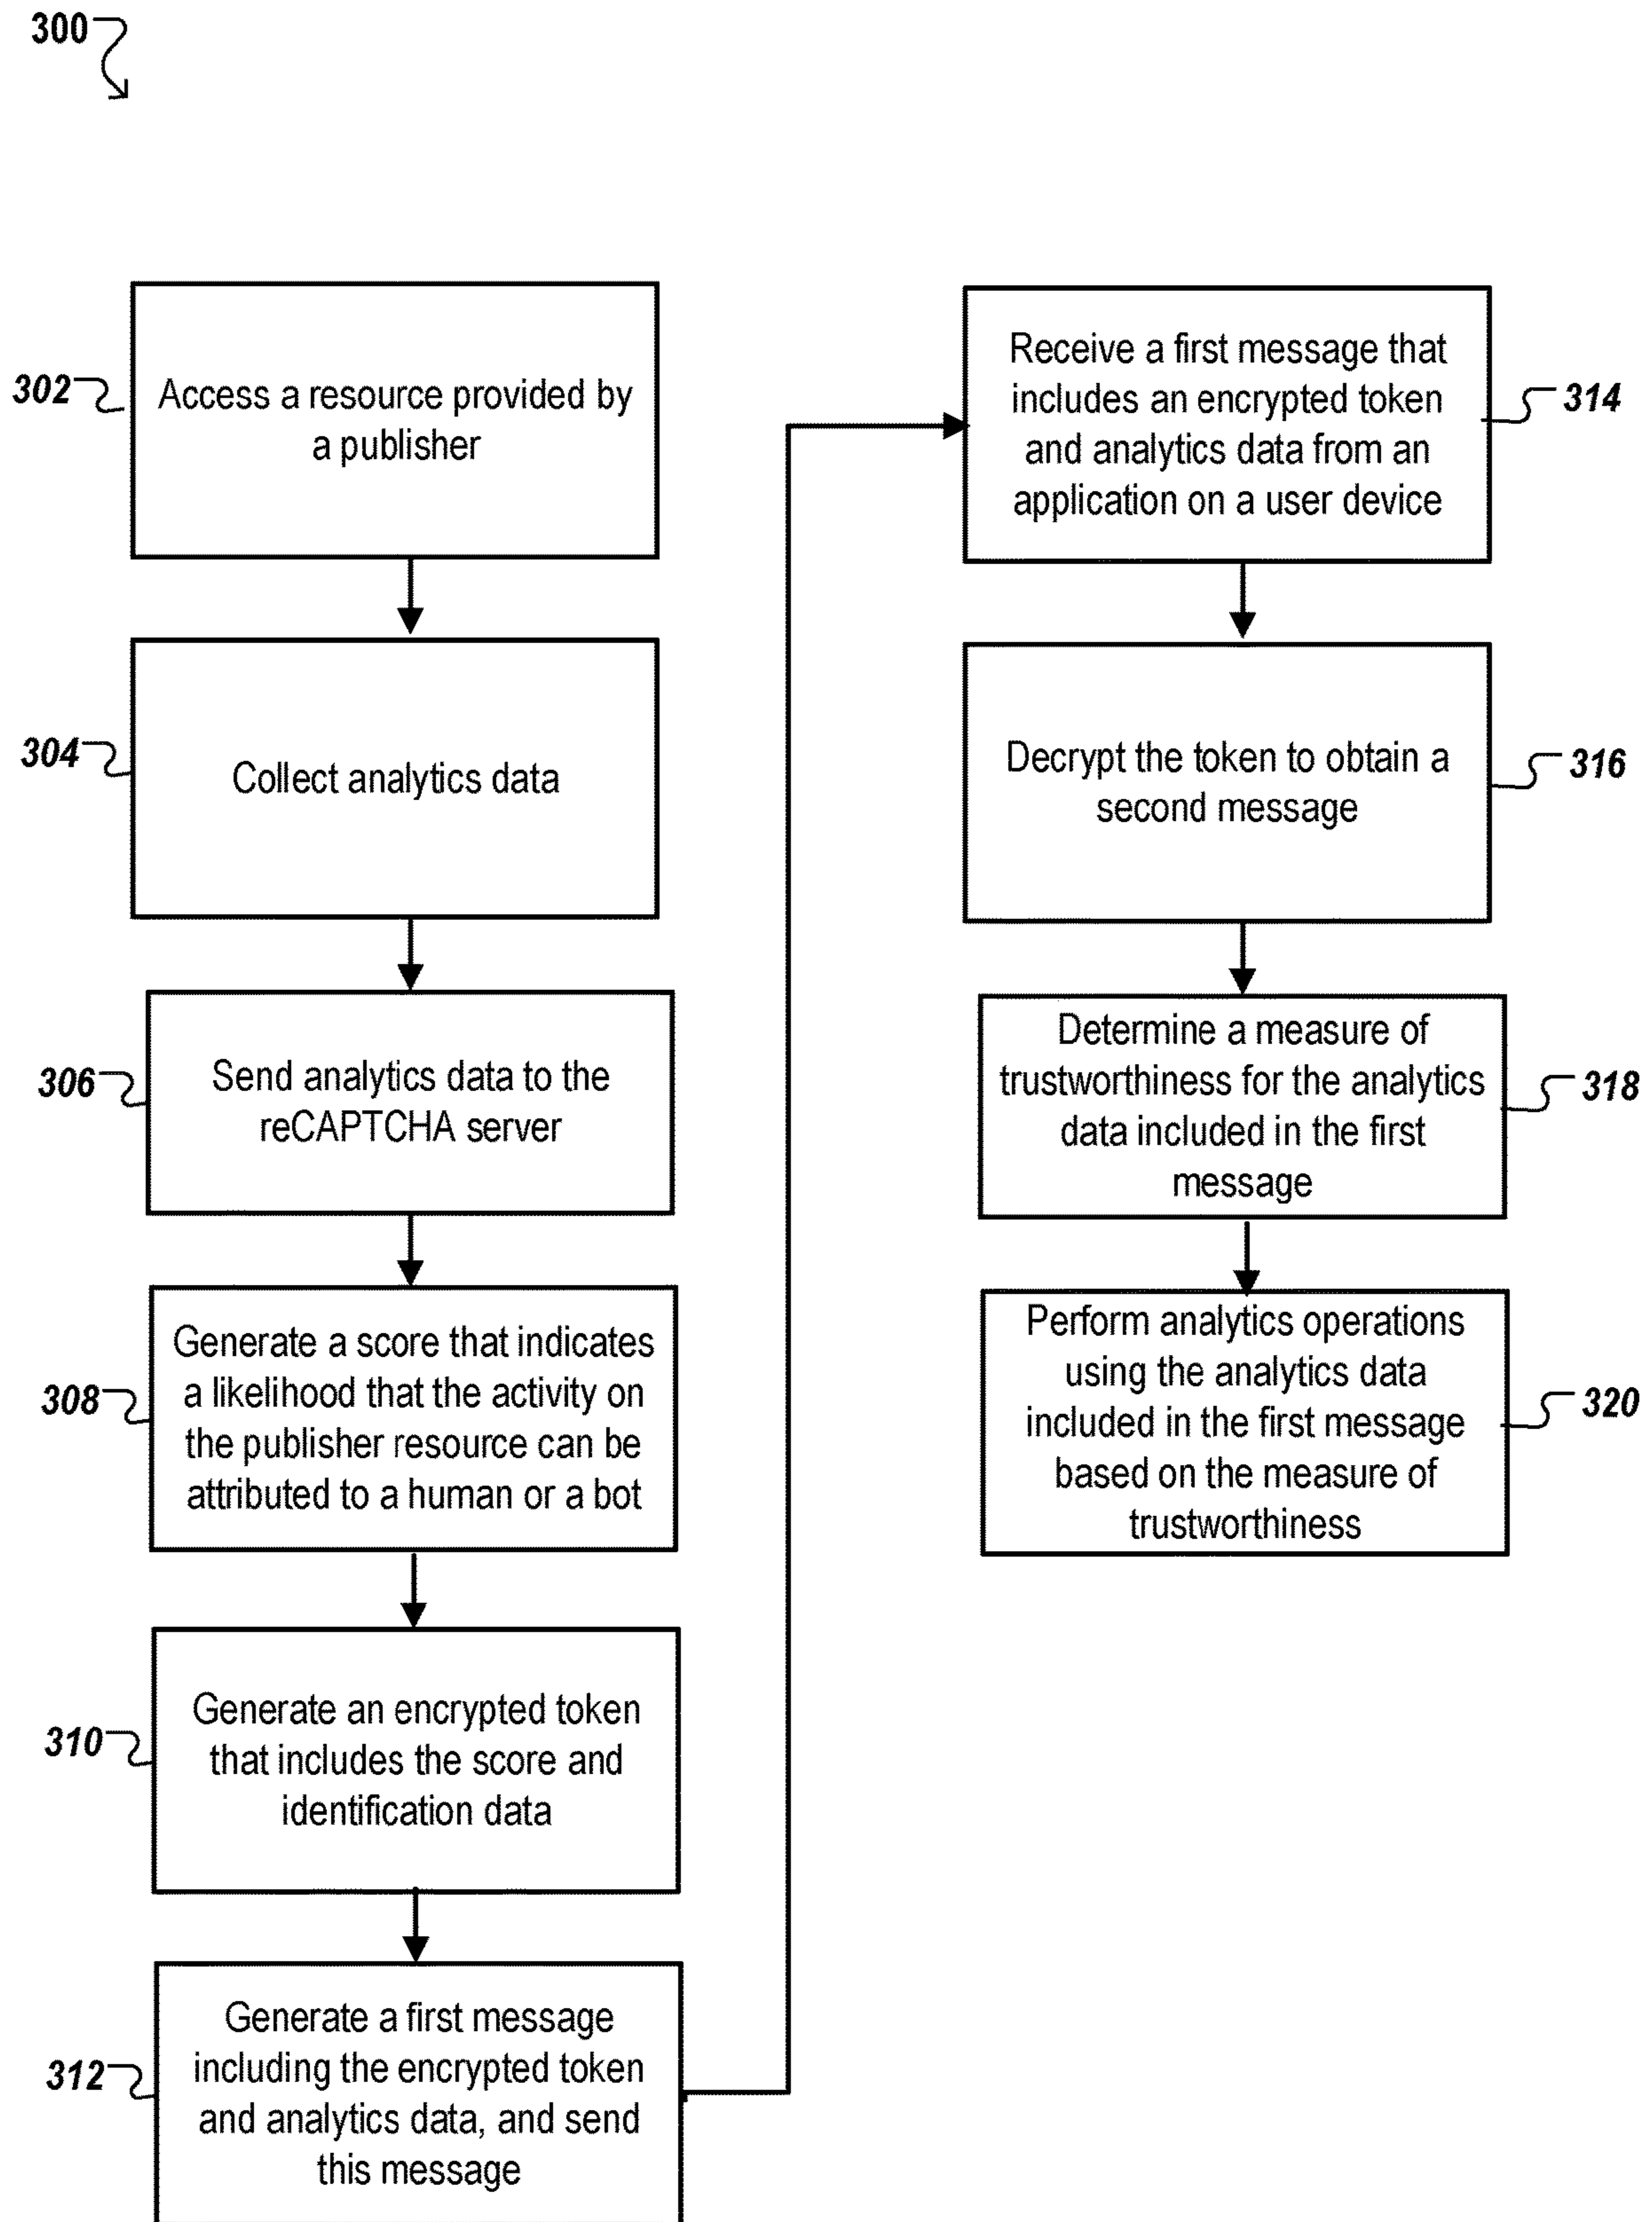 300
302
Access a resource provided by
a publisher
304
Collect analytics data
306
Send analytics data to the
reCAPTCHA server
308
Generate a score that indicates
a likelihood that the activity on
the publisher resource can be
attributed to a human or a bot
310
Generate an encrypted token
that includes the score and
identification data
312
Generate a first message
including the encrypted token
and analytics data, and send
this message
Receive a first message that
includes an encrypted token
and analytics data from an
application on a user device
314
Decrypt the token to obtain a
second message
316
Determine a measure of
trustworthiness for the analytics
data included in the first
message
318
Perform analytics operations
using the analytics data
included in the first message
based on the measure of
trustworthiness
320